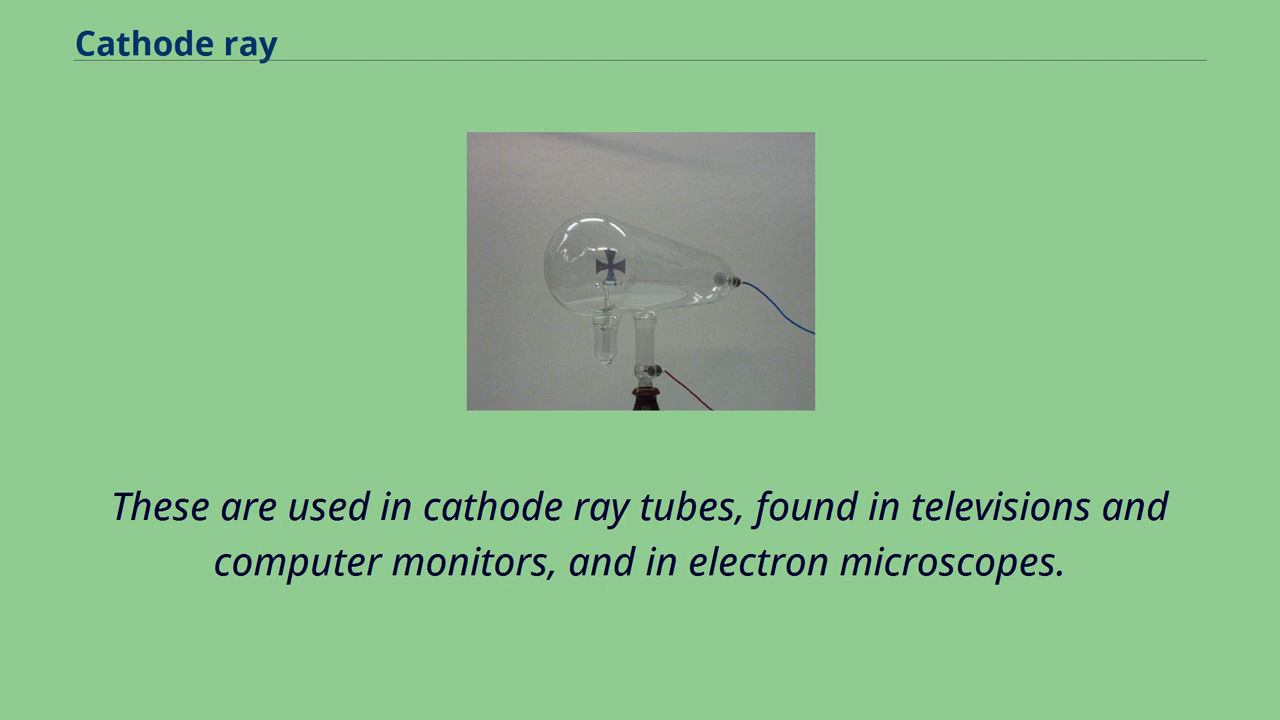 Cathode ray
These are used in cathode ray tubes, found in televisions and
computer monitors, and in electron microscopes.